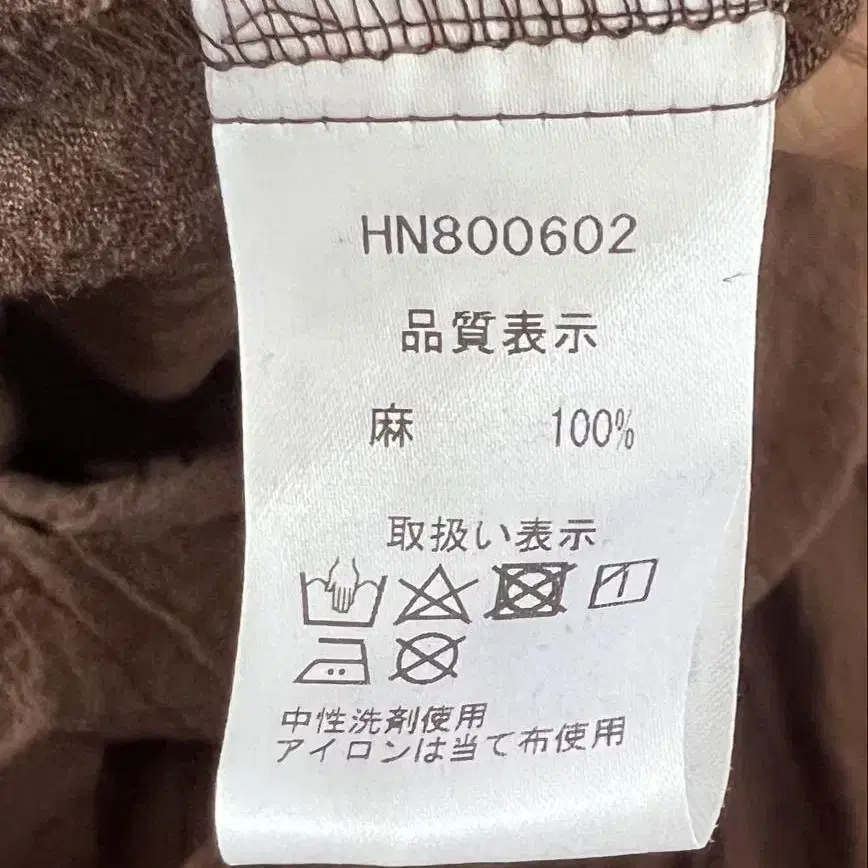 HN800602
品質表示
麻 100%
取扱い表示
中性洗剤使用
アイロンは当て布使用